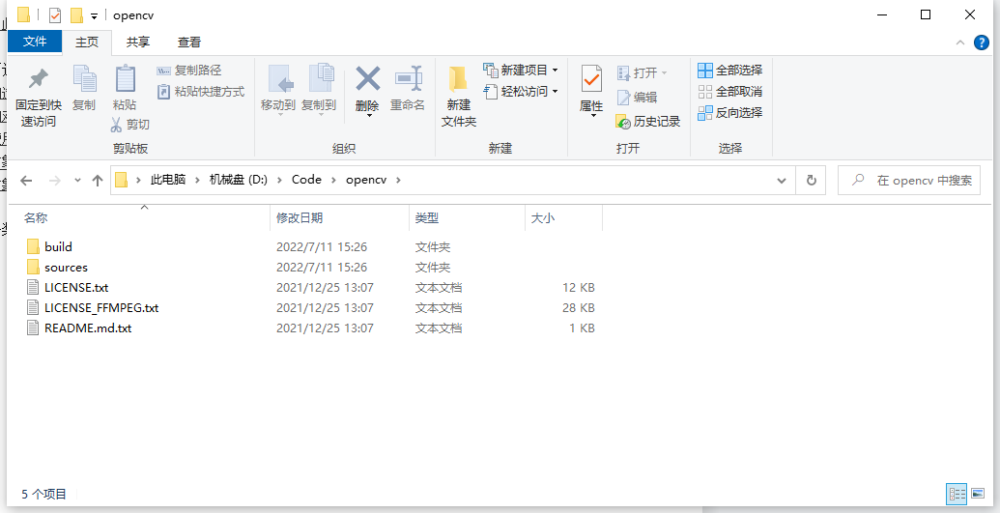 opencv
文件 主页 共享 查看
固定到快速访问
复制
粘贴
复制路径
粘贴快捷方式
剪切
剪贴板
移动到
复制到
删除
重命名
组织
新建文件夹
新建项目
轻松访问
新建
属性
打开
编辑
历史记录
打开
全部选择
全部取消
反向选择
选择
此电脑 机械盘 (D:) Code opencv
在 opencv 中搜索
名称 修改日期 类型 大小
build 2022/7/11 15:26 文件夹
sources 2022/7/11 15:26 文件夹
LICENSE.txt 2021/12/25 13:07 文本文档 12 KB
LICENSE_FFMPEG.txt 2021/12/25 13:07 文本文档 28 KB
README.md.txt 2021/12/25 13:07 文本文档 1 KB
5 个项目